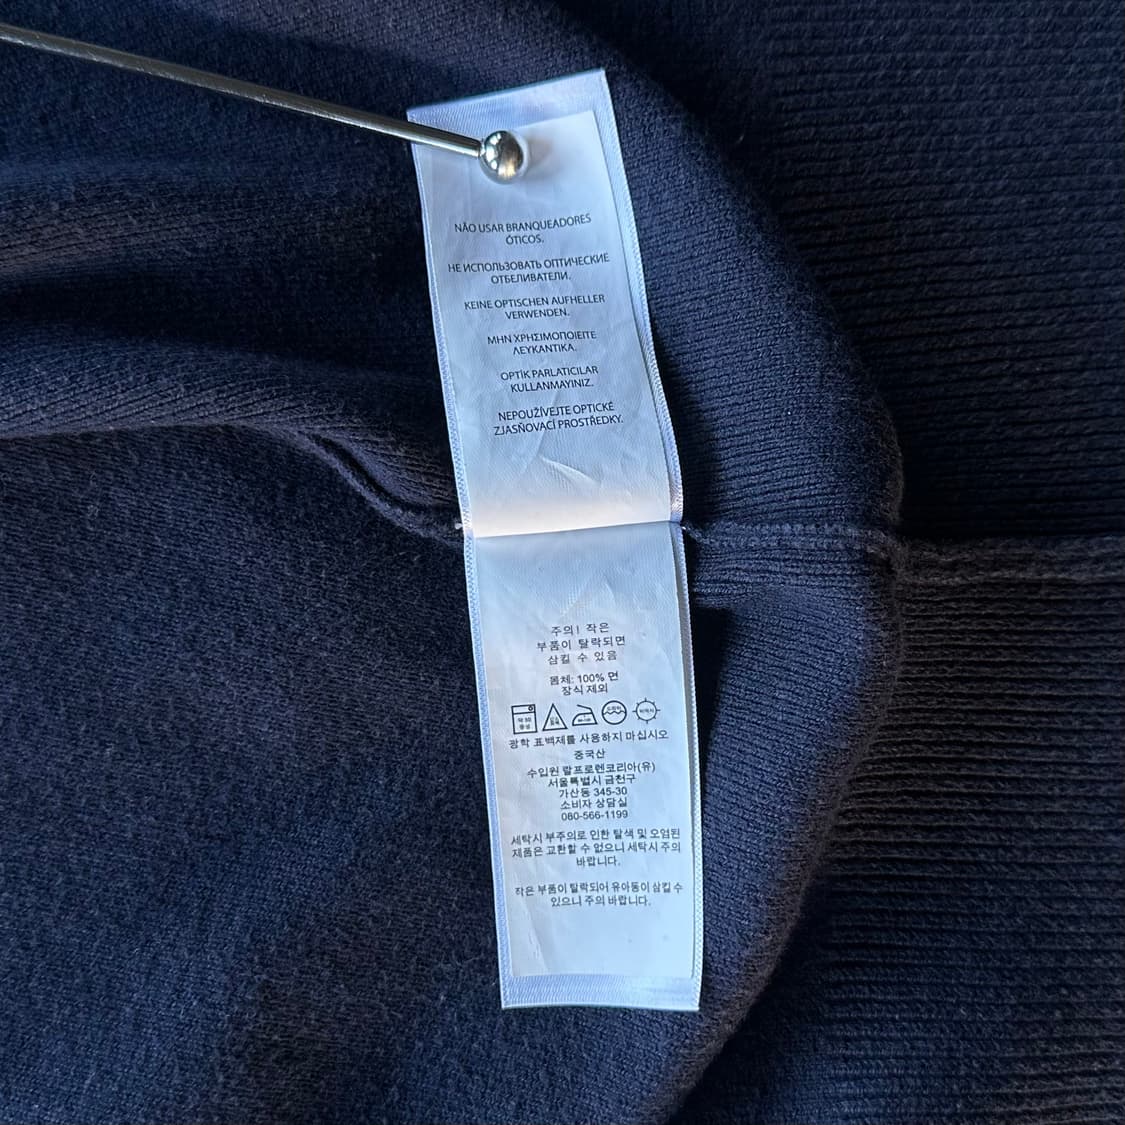 NÃO USAR BRANQUEADORES
ÓTICOS.
НЕ ИСПОЛЬЗОВАТЬ ОПТИЧЕСКИЕ
ОТБЕЛИВАТЕЛИ.
KEINE OPTISCHEN AUFHELLER
VERWENDEN.
ΜΗΝ ΧΡΗΣΙΜΟΠΟΙΕΙΤΕ
ΛΕΥΚΑΝΤΙΚΑ.
OPTİK PARLATICILAR
KULLANMAYINIZ.
NEPOUŽÍVEJTE OPTICKÉ
ZJASŇOVACÍ PROSTŘEDKY.
주의! 작은
부품이 탈락되면
삼킬 수 있음
몸체: 100% 면
장식 제외
광학 표백제를 사용하지 마십시오
중국산
수입원 랄프로렌코리아(유)
서울특별시 금천구
가산동 345-30
소비자 상담실
080-566-1199
세탁시 부주의로 인한 탈색 및 오염된
제품은 교환할 수 없으니 세탁시 주의
바랍니다.
작은 부품이 탈락되어 유아동이 삼킬 수
있으니 주의 바랍니다.